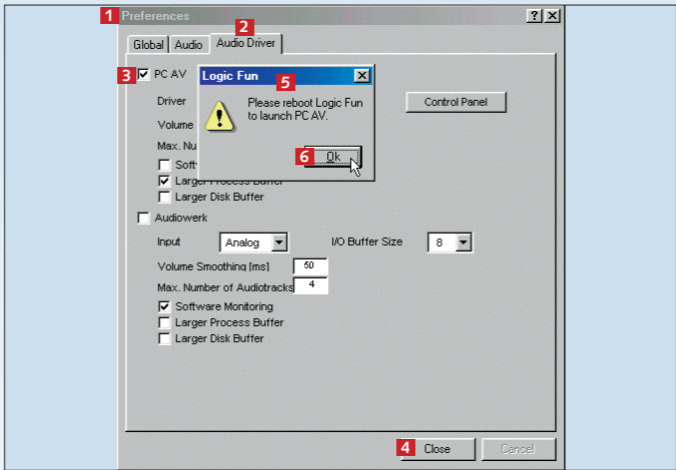 1 Preferences
2
Global Audio Audio Driver
3 PC AV
Logic Fun
5
Please reboot Logic Fun
to launch PC AV.
6 Ok
Driver
Control Panel
Volume
Max. Nu
Soft
Larger Process Buffer
Larger Disk Buffer
Audiowerk
Input Analog I/O Buffer Size 8
Volume Smoothing [ms] 50
Max. Number of Audiotracks 4
Software Monitoring
Larger Process Buffer
Larger Disk Buffer
4 Close Cancel